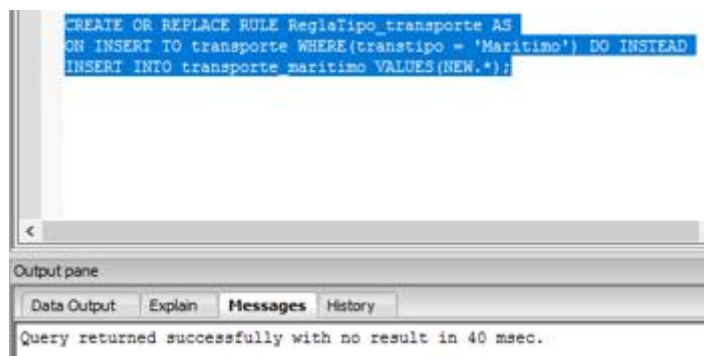 CREATE OR REPLACE RULE ReglaTipo_transporte AS
ON INSERT TO transporte WHERE(transtipo = 'Maritimo') DO INSTEAD
INSERT INTO transporte_maritimo VALUES(NEW.*);
Output pane
Data Output Explain Messages History
Query returned successfully with no result in 40 msec.